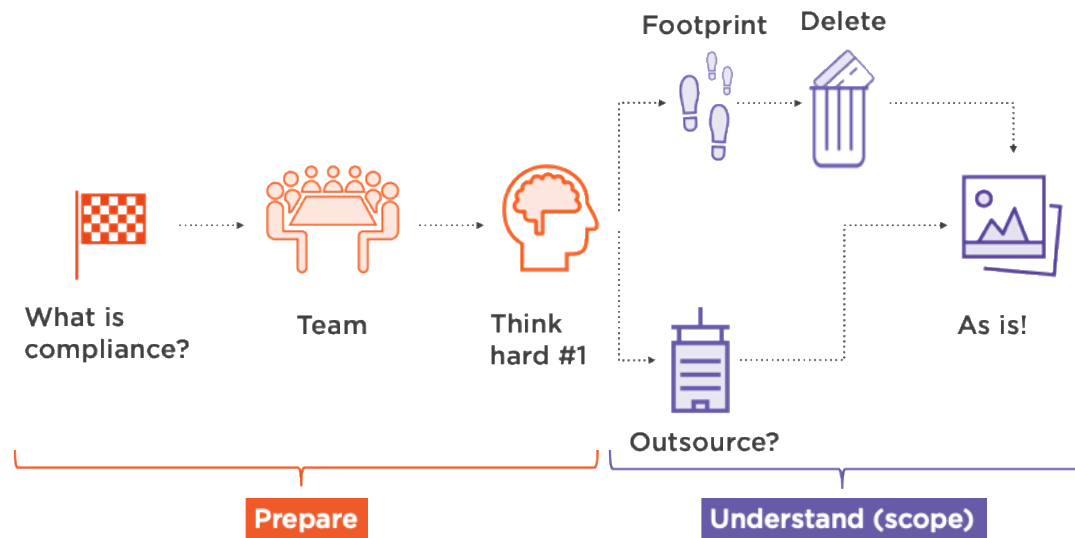 Footprint
Delete
What is
compliance?
Team
Think
hard #1
As is!
Outsource?
Prepare
Understand (scope)